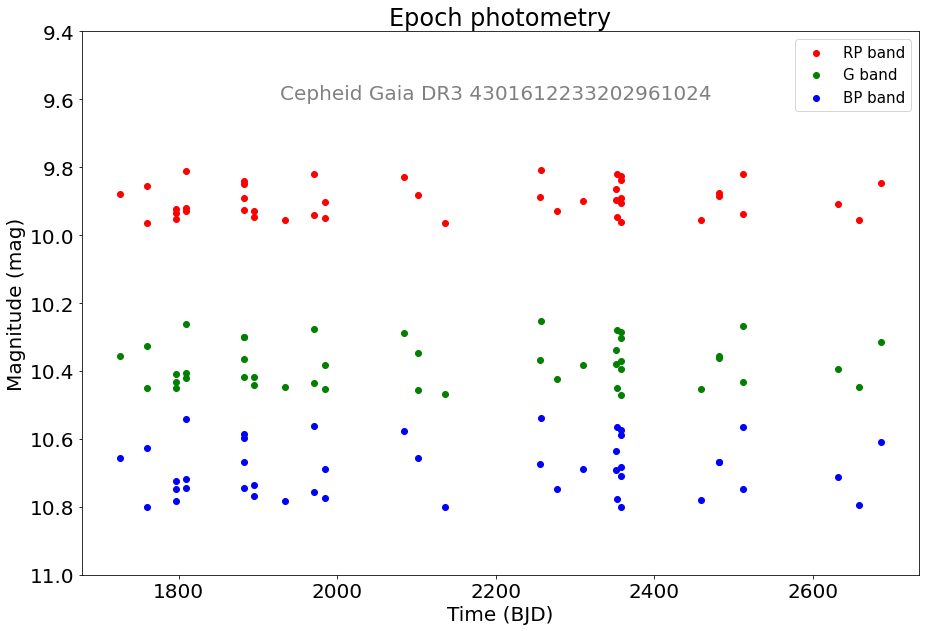 Epoch photometry
RP band
G band
BP band
Cepheid Gaia DR3 4301612233202961024
Magnitude (mag)
9.4
9.6
9.8
10.0
10.2
10.4
10.6
10.8
11.0
1800
2000
2200
2400
2600
Time (BJD)